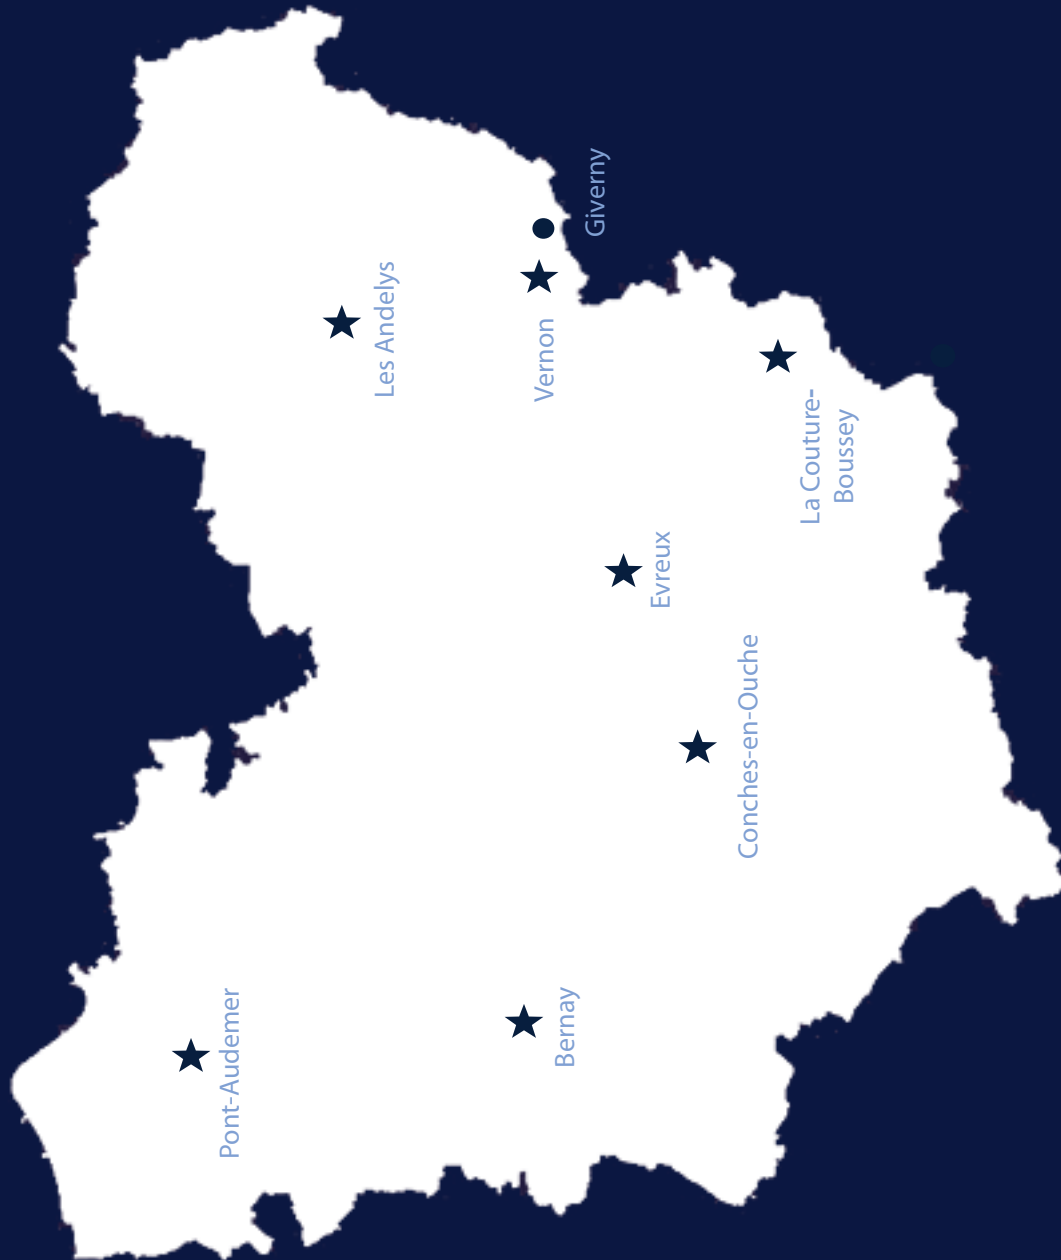 Pont-Audemer
Les Andelys
Bernay
Vernon
Giverny
Evreux
Conches-en-Ouche
La Couture-
Boussey